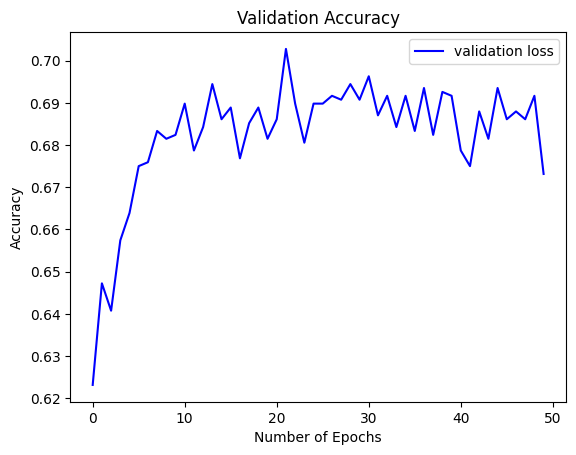 Validation Accuracy
validation loss
0.70
0.69
0.68
0.67
0.66
0.65
0.64
0.63
0.62
Accuracy
0 10 20 30 40 50
Number of Epochs